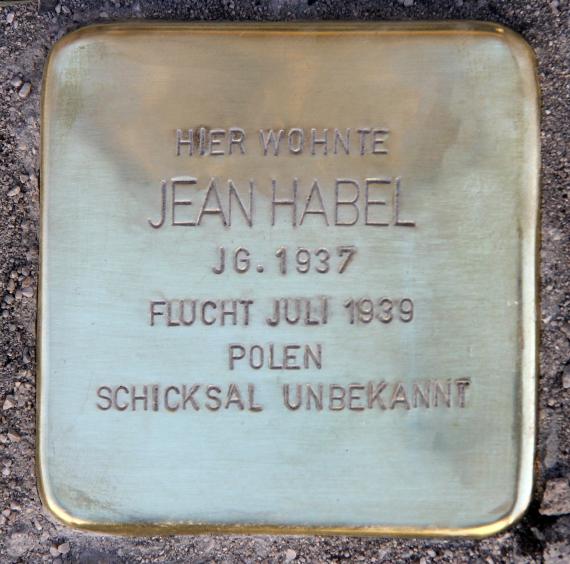 HIER WOHNTE
JEAN HABEL
JG. 1937
FLUCHT JULI 1939
POLEN
SCHICKSAL UNBEKANNT